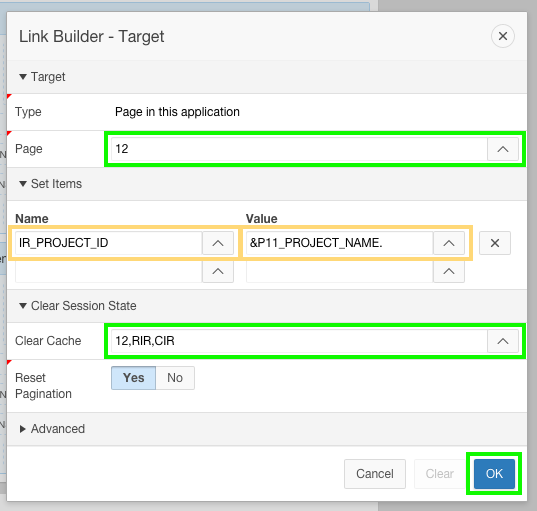 Link Builder - Target
Target
Type Page in this application
Page 12
Set Items
Name Value
IR_PROJECT_ID &P11_PROJECT_NAME.
Clear Session State
Clear Cache 12,RIR,CIR
Reset Pagination Yes No
Advanced
Cancel Clear OK